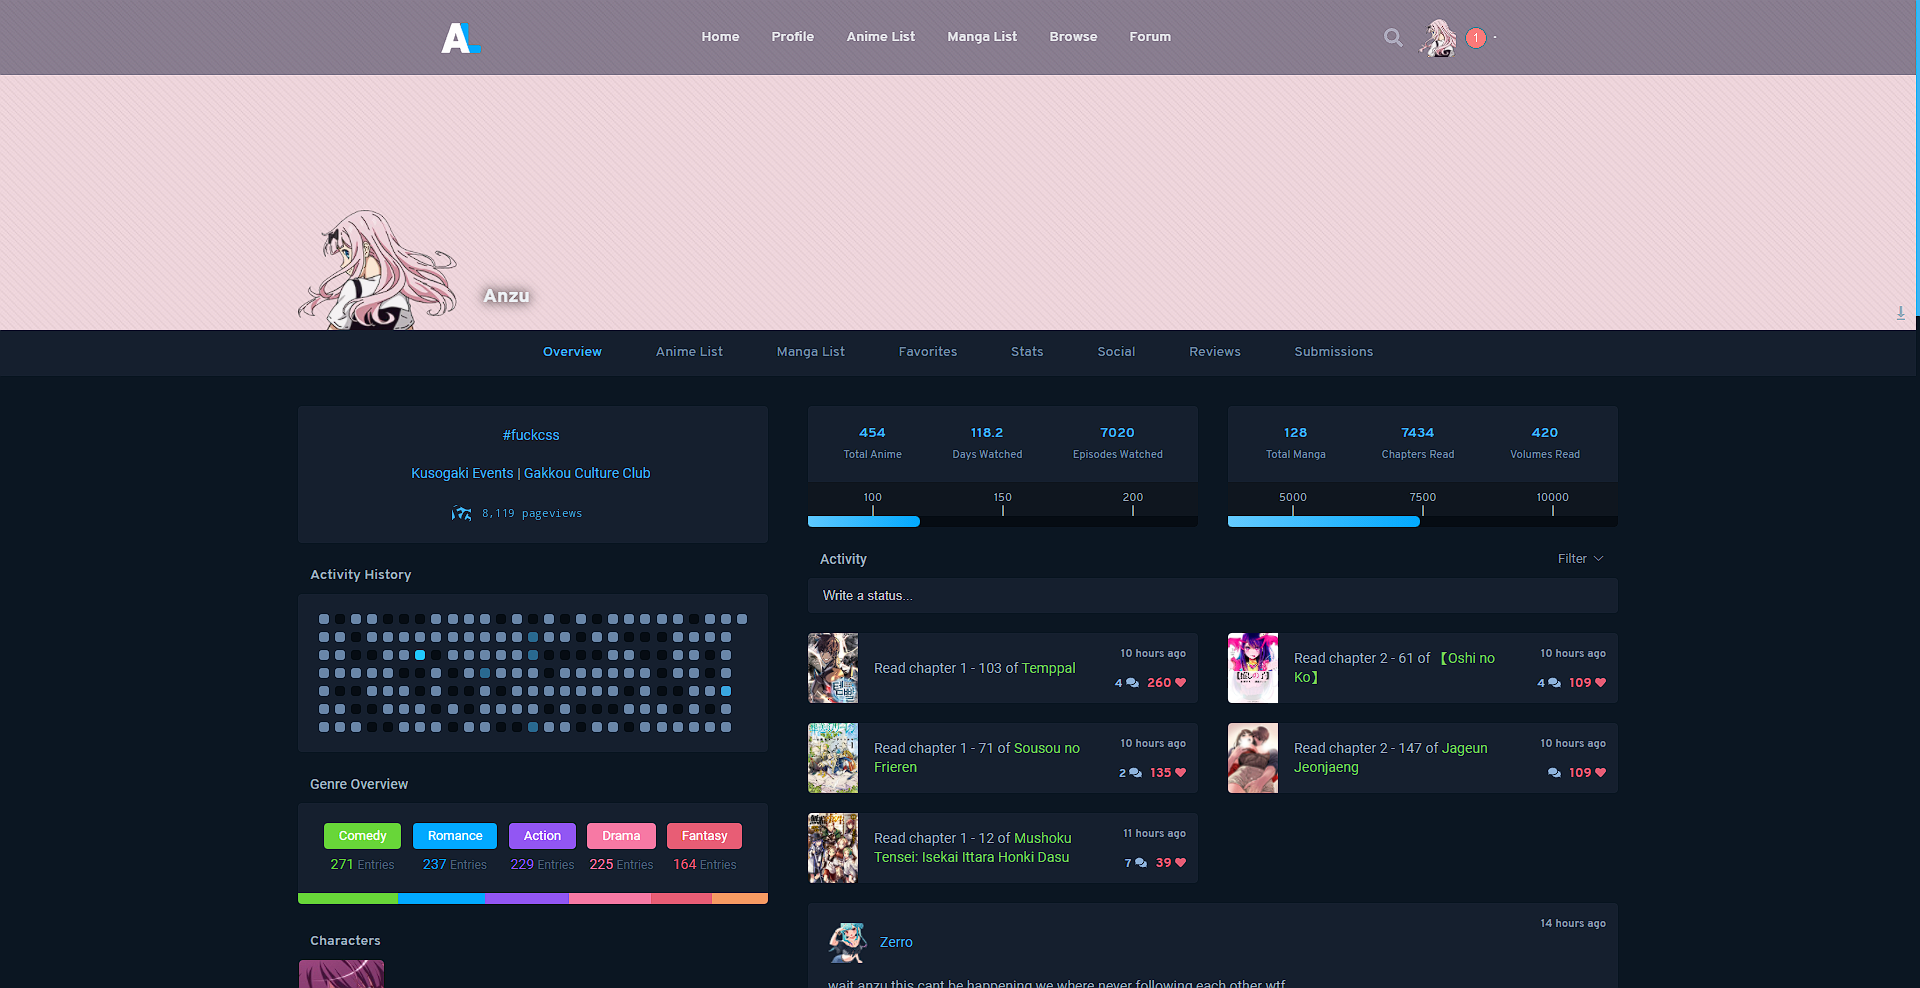 AL
Home Profile Anime List Manga List Browse Forum
1
Anzu
Overview Anime List Manga List Favorites Stats Social Reviews Submissions
#fuckcss
Kusogaki Events | Gakkou Culture Club
8,119 pageviews
Activity History
Genre Overview
Comedy Romance Action Drama Fantasy
271 Entries 237 Entries 229 Entries 225 Entries 164 Entries
Characters
454 118.2 7020
Total Anime Days Watched Episodes Watched
100 150 200
128 7434 420
Total Manga Chapters Read Volumes Read
5000 7500 10000
Activity
Filter
Write a status...
Read chapter 1 - 103 of Temppal
10 hours ago
4 260
Read chapter 2 - 61 of 【Oshi no
Ko】
10 hours ago
4 109
Read chapter 1 - 71 of Sousou no
Frieren
10 hours ago
2 135
Read chapter 2 - 147 of Jageun
Jeonjaeng
10 hours ago
109
Read chapter 1 - 12 of Mushoku
Tensei: Isekai Ittara Honki Dasu
11 hours ago
7 39
Zerro
14 hours ago
wait anzu this cant be happening we where never following each other wtf